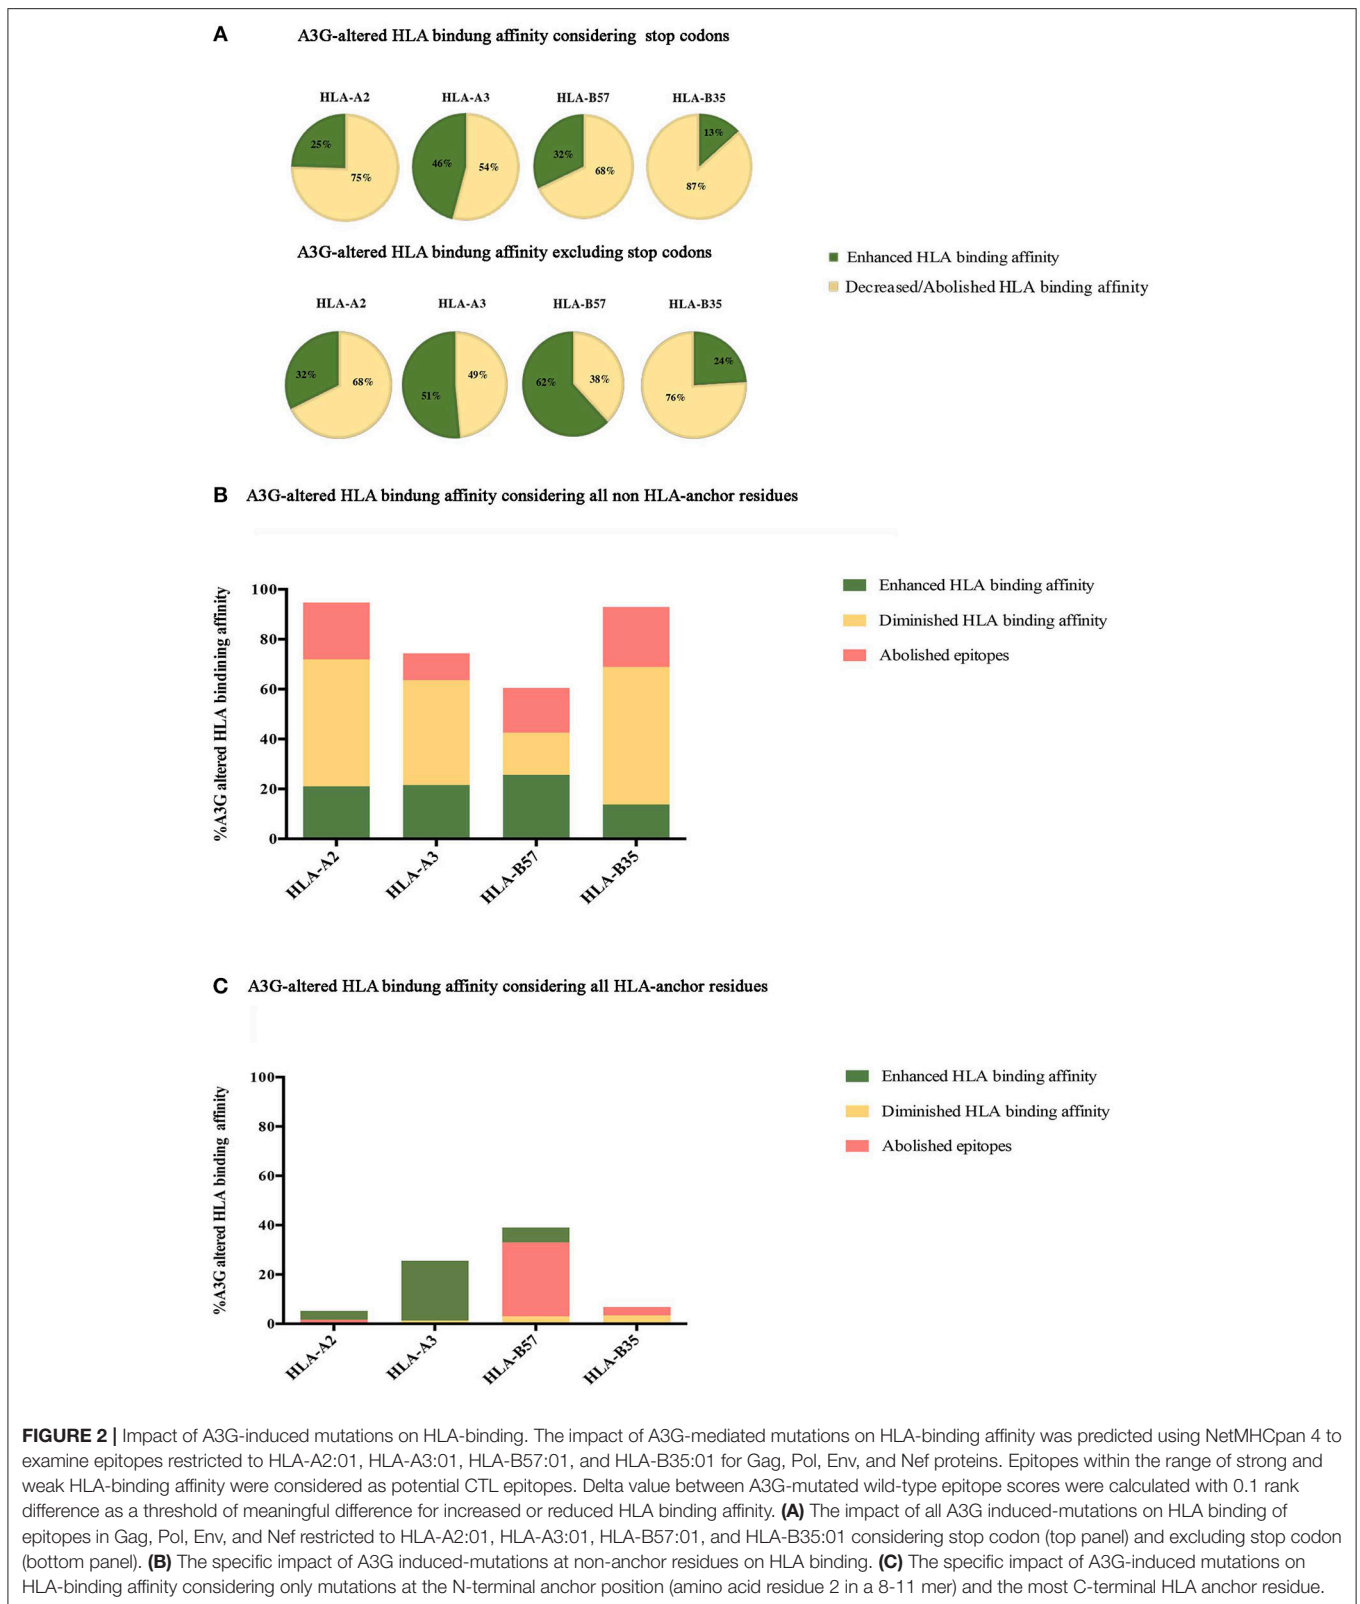 A A3G-altered HLA bindung affinity considering stop codons
HLA-A2 HLA-A3 HLA-B57 HLA-B35
25% 75% 46% 54% 32% 68% 13% 87%
A3G-altered HLA bindung affinity excluding stop codons
Enhanced HLA binding affinity
Decreased/Abolished HLA binding affinity
HLA-A2 HLA-A3 HLA-B57 HLA-B35
32% 68% 51% 49% 62% 38% 24% 76%
B A3G-altered HLA bindung affinity considering all non HLA-anchor residues
%A3G altered HLA bindining affinity
100
80
60
40
20
0
HLA-A2 HLA-A3 HLA-B57 HLA-B35
Enhanced HLA binding affinity
Diminished HLA binding affinity
Abolished epitopes
C A3G-altered HLA bindung affinity considering all HLA-anchor residues
%A3G altered HLA binding affinity
100
80
60
40
20
0
HLA-A2 HLA-A3 HLA-B57 HLA-B35
Enhanced HLA binding affinity
Diminished HLA binding affinity
Abolished epitopes
FIGURE 2 | Impact of A3G-induced mutations on HLA-binding. The impact of A3G-mediated mutations on HLA-binding affinity was predicted using NetMHCpan 4 to
examine epitopes restricted to HLA-A2:01, HLA-A3:01, HLA-B57:01, and HLA-B35:01 for Gag, Pol, Env, and Nef proteins. Epitopes within the range of strong and
weak HLA-binding affinity were considered as potential CTL epitopes. Delta value between A3G-mutated wild-type epitope scores were calculated with 0.1 rank
difference as a threshold of meaningful difference for increased or reduced HLA binding affinity. (A) The impact of all A3G induced-mutations on HLA binding of
epitopes in Gag, Pol, Env, and Nef restricted to HLA-A2:01, HLA-A3:01, HLA-B57:01, and HLA-B35:01 considering stop codon (top panel) and excluding stop codon
(bottom panel). (B) The specific impact of A3G induced-mutations at non-anchor residues on HLA binding. (C) The specific impact of A3G-induced mutations on
HLA-binding affinity considering only mutations at the N-terminal anchor position (amino acid residue 2 in a 8-11 mer) and the most C-terminal HLA anchor residue.